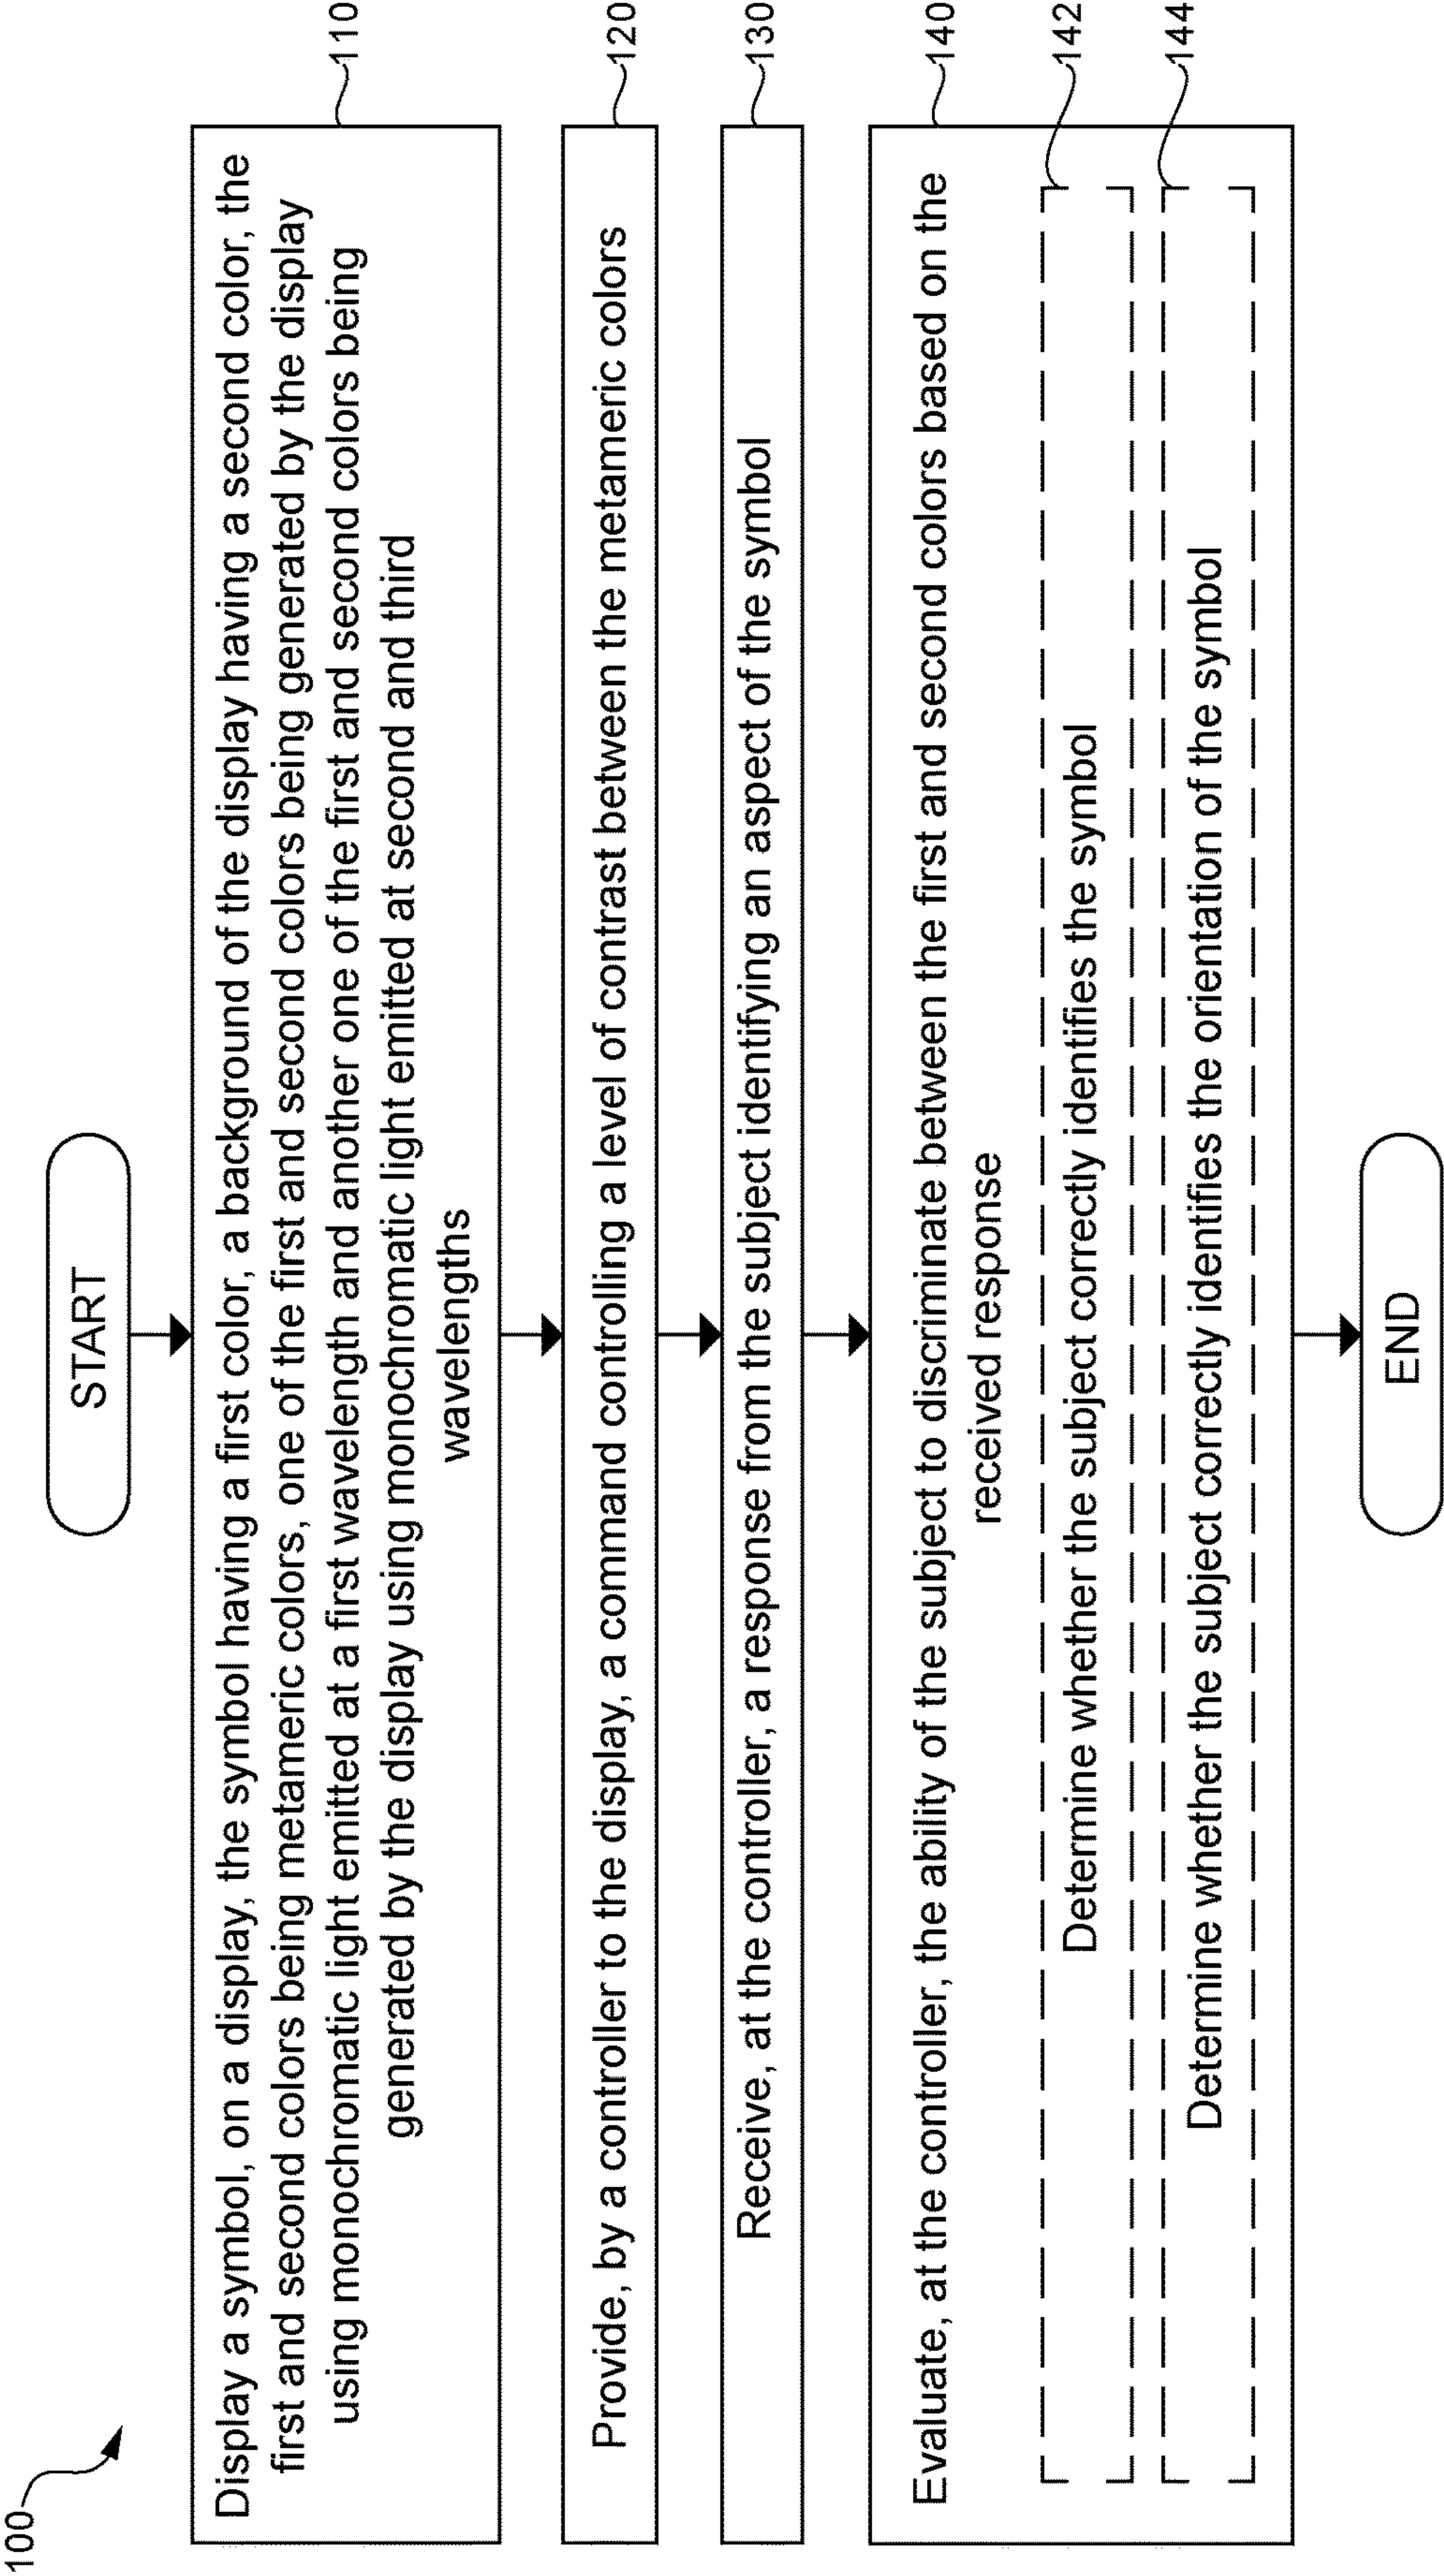 100
START
Display a symbol, on a display, the symbol having a first color, a background of the display having a second color, the
first and second colors being metameric colors, one of the first and second colors being generated by the display
using monochromatic light emitted at a first wavelength and another one of the first and second colors being
generated by the display using monochromatic light emitted at second and third
wavelengths
110
Provide, by a controller to the display, a command controlling a level of contrast between the metameric colors
120
Receive, at the controller, a response from the subject identifying an aspect of the symbol
130
Evaluate, at the controller, the ability of the subject to discriminate between the first and second colors based on the
received response
140
Determine whether the subject correctly identifies the symbol
142
Determine whether the subject correctly identifies the orientation of the symbol
144
END